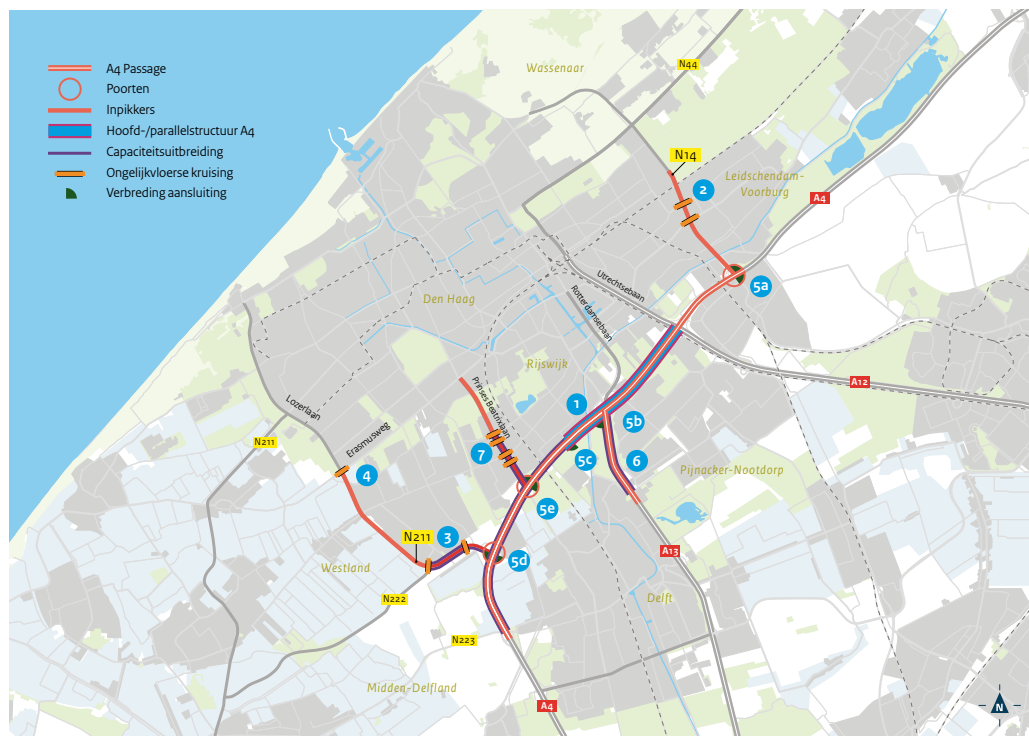 A4 Passage
Poorten
Inpikkers
Hoofd-/parallelstructuur A4
Capaciteitsuitbreiding
Ongelijkvloerse kruising
Verbreding aansluiting
Wassenaar
N44
N14
2
Leidschendam-
Voorburg
A4
5a
Utrechtsebaan
Den Haag
Rotterdamsebaan
Rijswijk
A12
Prinses Beatrixlaan
1
5b
Lozerlaan
Erasmusweg
N211
7
5c
6
4
Pijnacker-Nootdorp
5e
N211
3
A13
5d
Westland
N222
Delft
N223
Midden-Delfland
A4
N